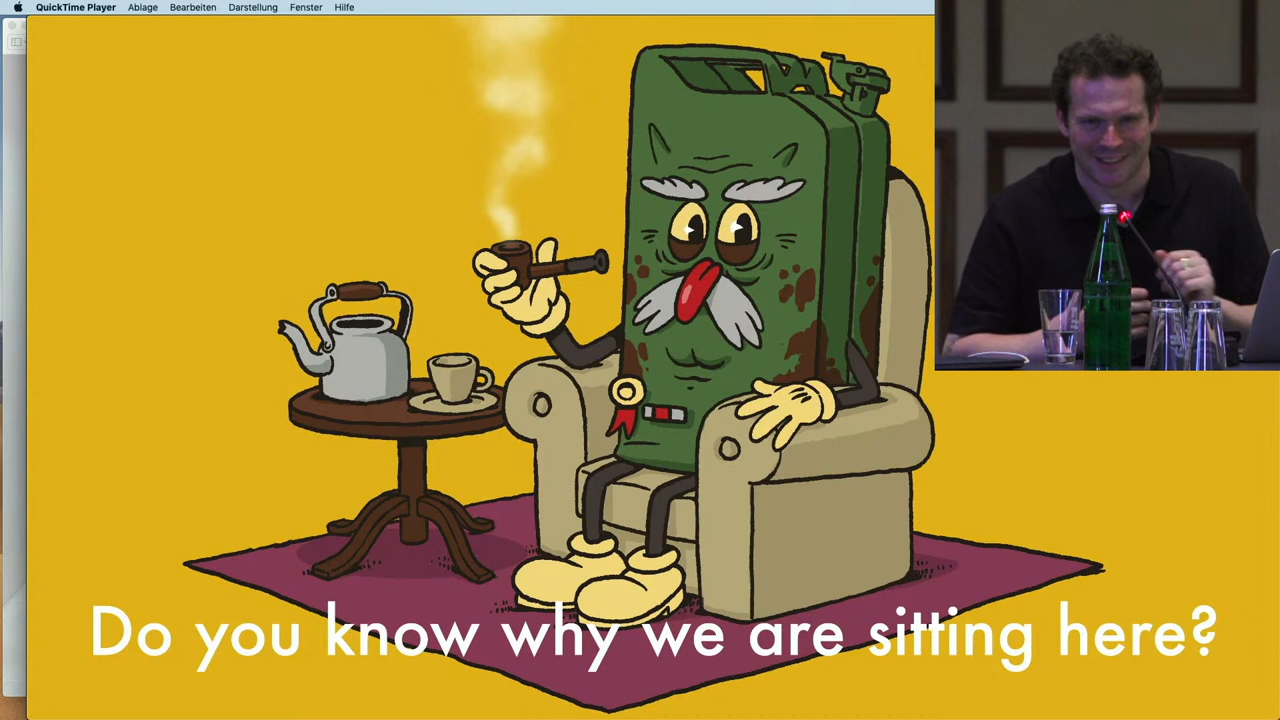 QuickTime Player Ablage Bearbeiten Darstellung Fenster Hilfe
Do you know why we are sitting here?